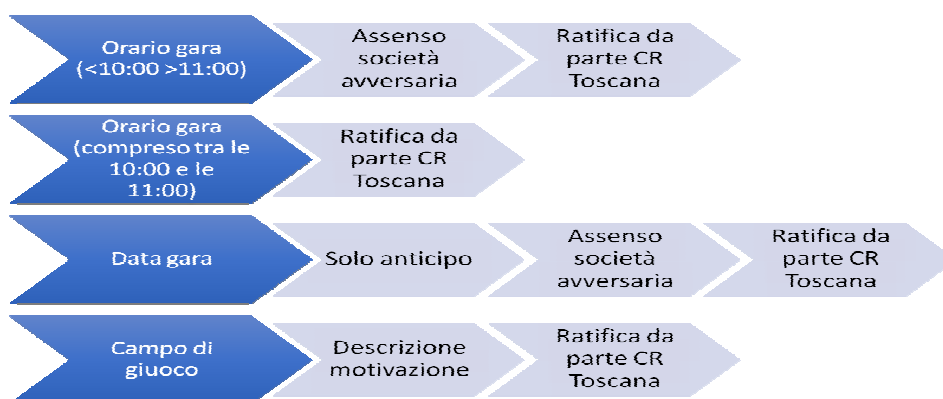 Orario gara
(<10:00 >11:00)
Assenso
società
avversaria
Ratifica da
parte CR
Toscana
Orario gara
(compreso tra le
10:00 e le
11:00)
Ratifica da
parte CR
Toscana
Data gara
Solo anticipo
Assenso
società
avversaria
Ratifica da
parte CR
Toscana
Campo di
giuoco
Descrizione
motivazione
Ratifica da
parte CR
Toscana